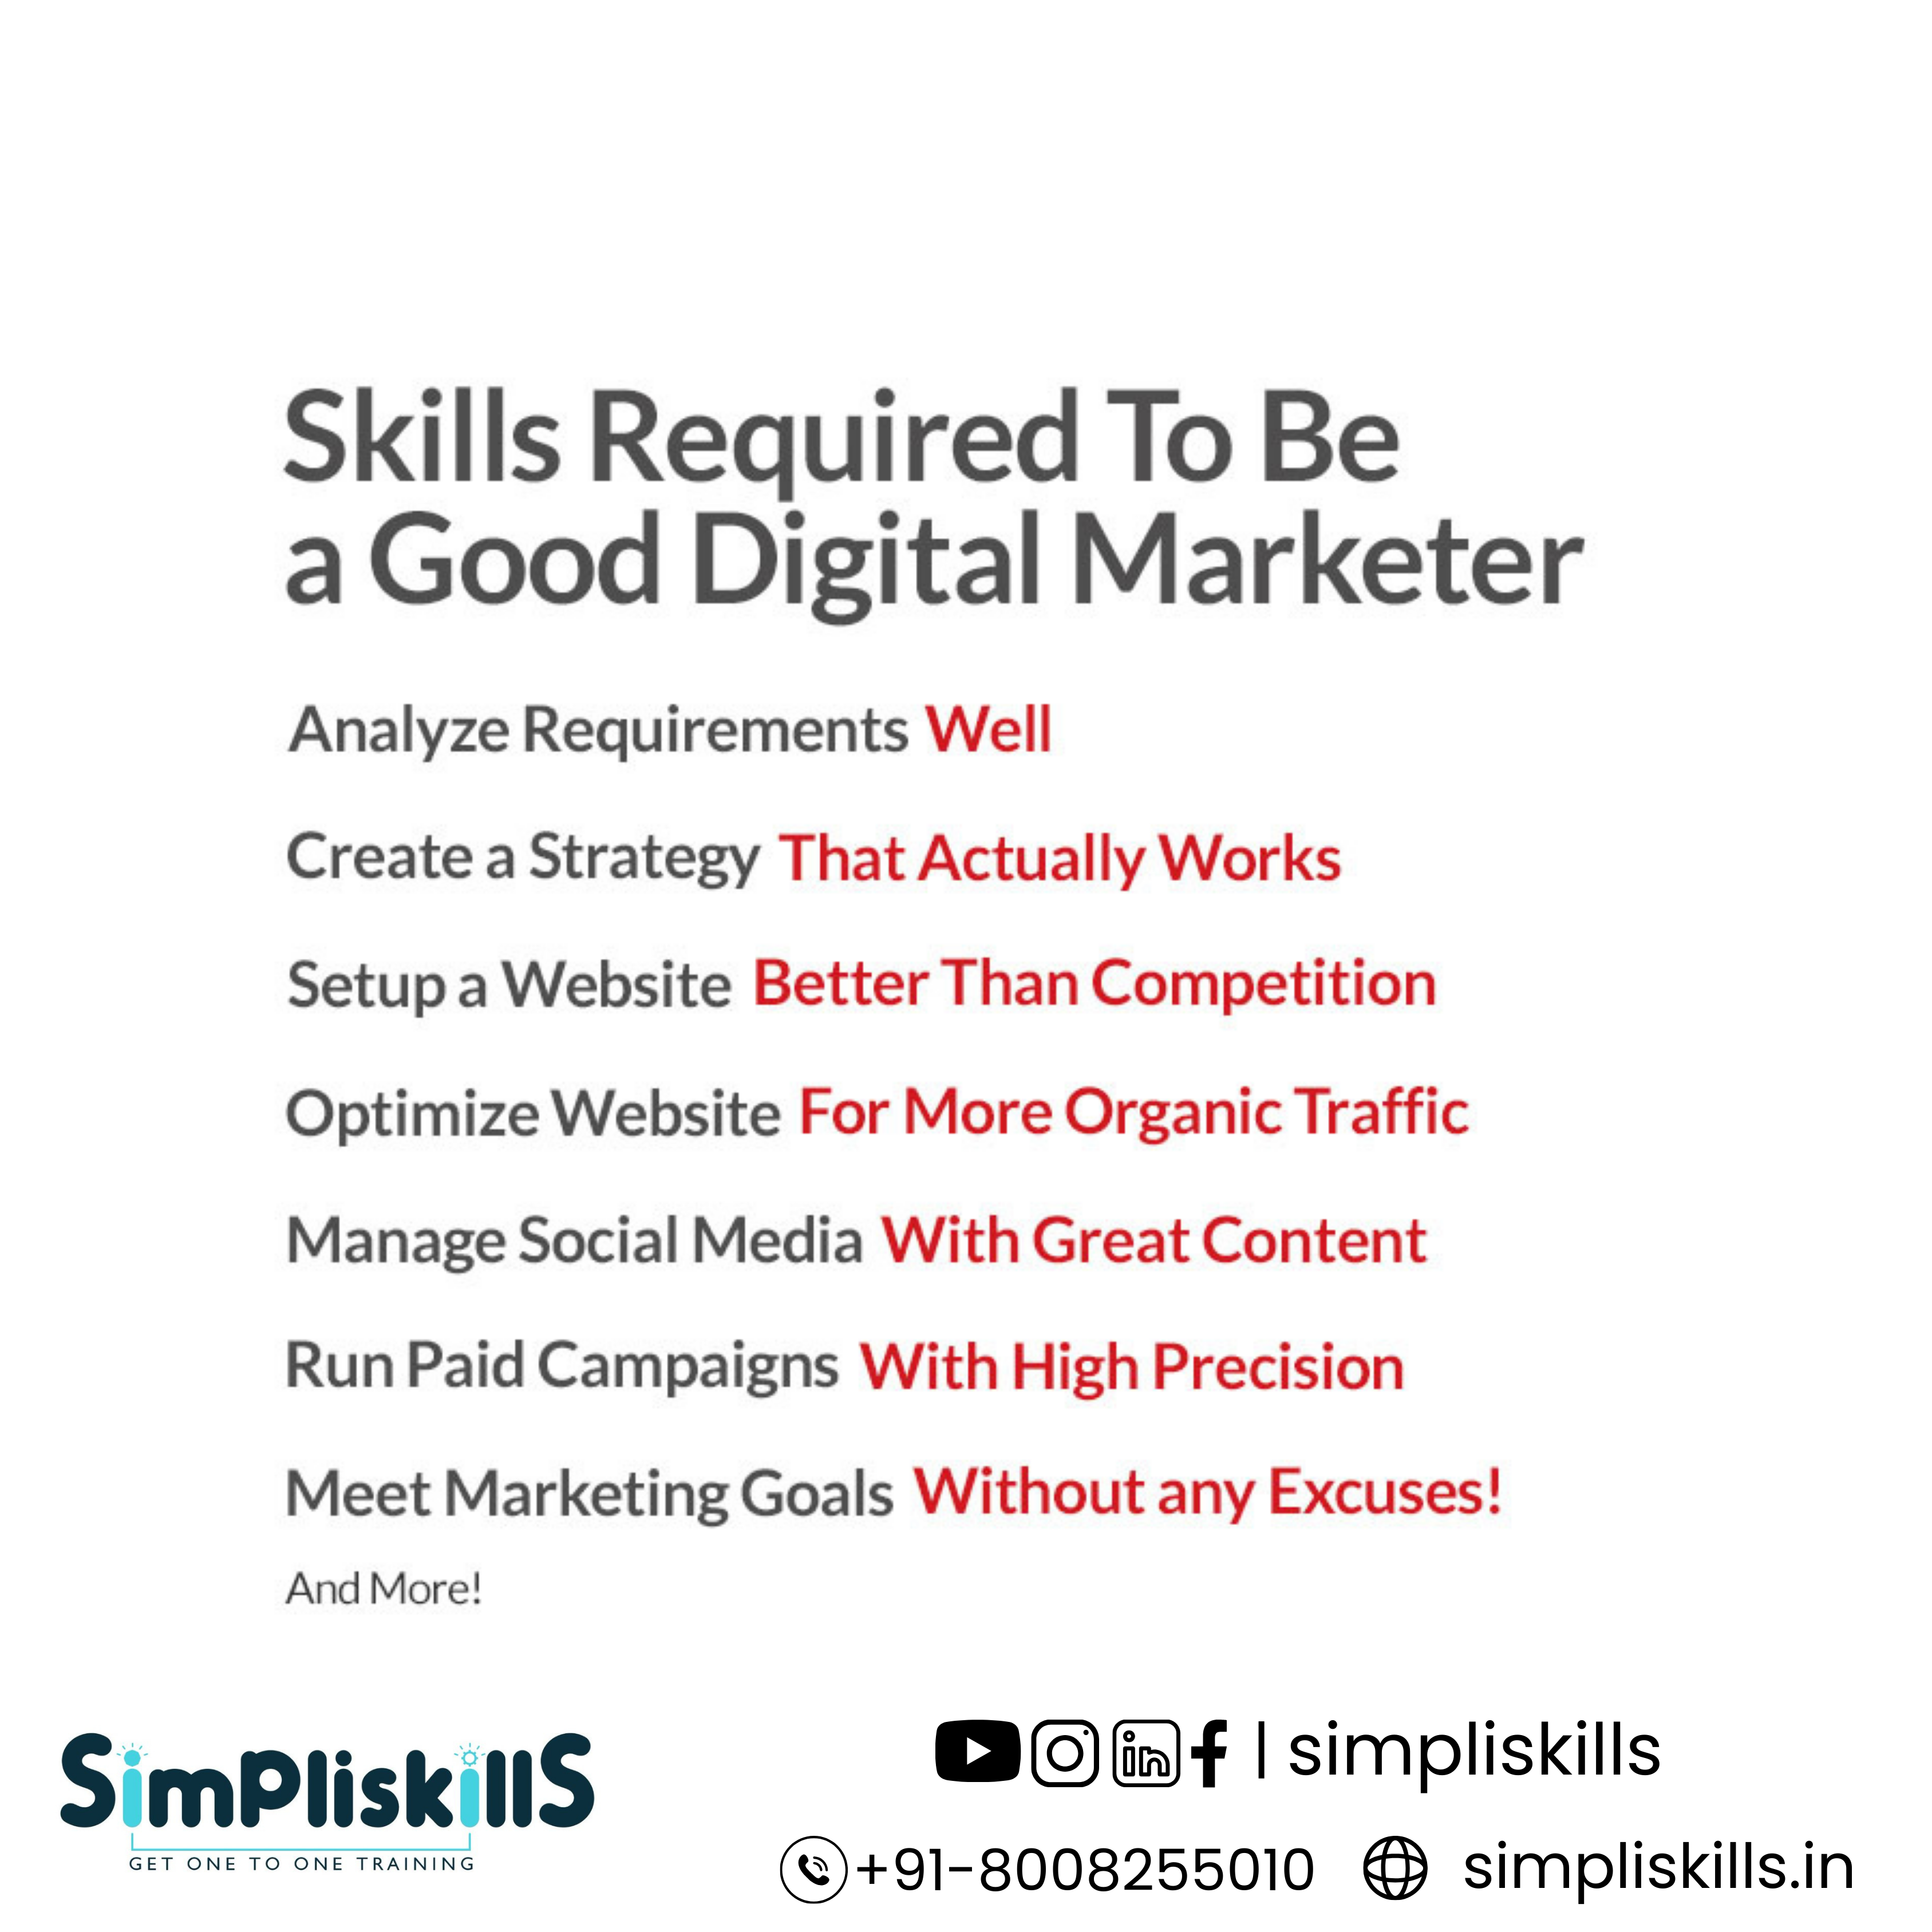 Skills Required To Be
a Good Digital Marketer
Analyze Requirements Well
Create a Strategy That Actually Works
Setup a Website Better Than Competition
Optimize Website For More Organic Traffic
Manage Social Media With Great Content
Run Paid Campaigns With High Precision
Meet Marketing Goals Without any Excuses!
And More!
SimPliskillS
GET ONE TO ONE TRAINING
| simpliskills
+91-8008255010 simpliskills.in